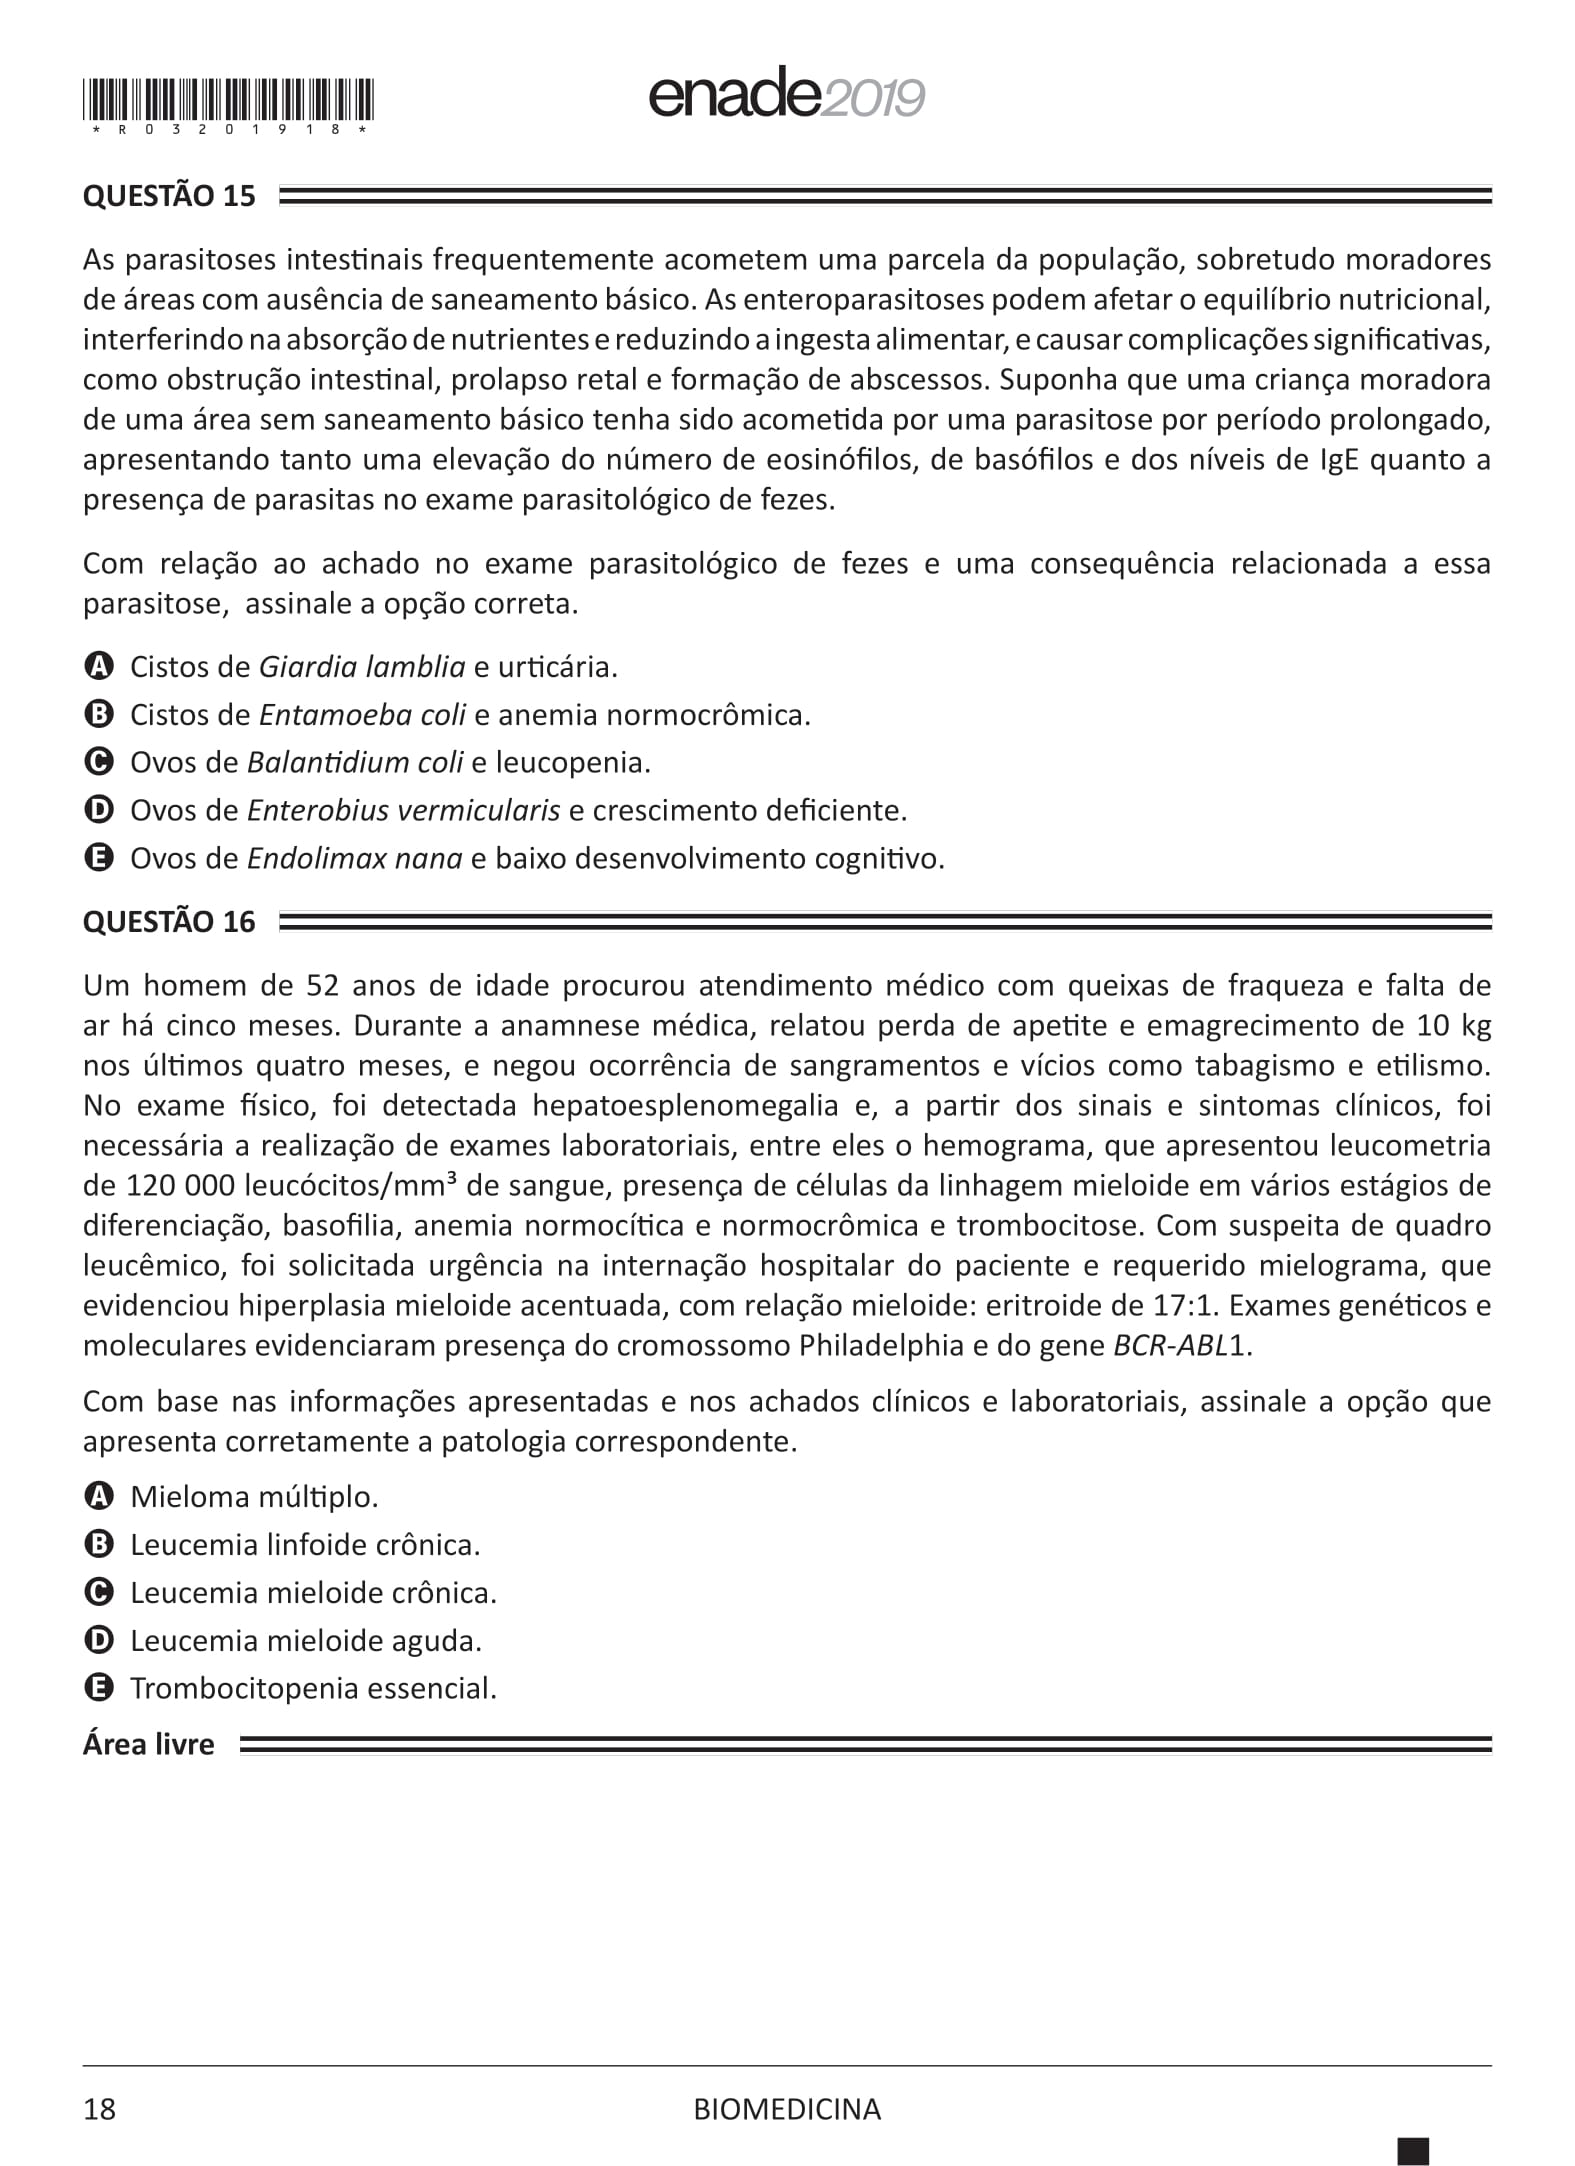 enade2019
*R03201918*
QUESTÃO 15
As parasitoses intestinais frequentemente acometem uma parcela da população, sobretudo moradores
de áreas com ausência de saneamento básico. As enteroparasitoses podem afetar o equilíbrio nutricional,
interferindo na absorção de nutrientes e reduzindo a ingesta alimentar, e causar complicações significativas,
como obstrução intestinal, prolapso retal e formação de abscessos. Suponha que uma criança moradora
de uma área sem saneamento básico tenha sido acometida por uma parasitose por período prolongado,
apresentando tanto uma elevação do número de eosinófilos, de basófilos e dos níveis de IgE quanto a
presença de parasitas no exame parasitológico de fezes.
Com relação ao achado no exame parasitológico de fezes e uma consequência relacionada a essa
parasitose, assinale a opção correta.
A Cistos de Giardia lamblia e urticária.
B Cistos de Entamoeba coli e anemia normocrômica.
C Ovos de Balantidium coli e leucopenia.
D Ovos de Enterobius vermicularis e crescimento deficiente.
E Ovos de Endolimax nana e baixo desenvolvimento cognitivo.
QUESTÃO 16
Um homem de 52 anos de idade procurou atendimento médico com queixas de fraqueza e falta de
ar há cinco meses. Durante a anamnese médica, relatou perda de apetite e emagrecimento de 10 kg
nos últimos quatro meses, e negou ocorrência de sangramentos e vícios como tabagismo e etilismo.
No exame físico, foi detectada hepatoesplenomegalia e, a partir dos sinais e sintomas clínicos, foi
necessária a realização de exames laboratoriais, entre eles o hemograma, que apresentou leucometria
de 120 000 leucócitos/mm³ de sangue, presença de células da linhagem mieloide em vários estágios de
diferenciação, basofilia, anemia normocítica e normocrômica e trombocitose. Com suspeita de quadro
leucêmico, foi solicitada urgência na internação hospitalar do paciente e requerido mielograma, que
evidenciou hiperplasia mieloide acentuada, com relação mieloide: eritroide de 17:1. Exames genéticos e
moleculares evidenciaram presença do cromossomo Philadelphia e do gene BCR-ABL1.
Com base nas informações apresentadas e nos achados clínicos e laboratoriais, assinale a opção que
apresenta corretamente a patologia correspondente.
A Mieloma múltiplo.
B Leucemia linfoide crônica.
C Leucemia mieloide crônica.
D Leucemia mieloide aguda.
E Trombocitopenia essencial.
Área livre
18
BIOMEDICINA